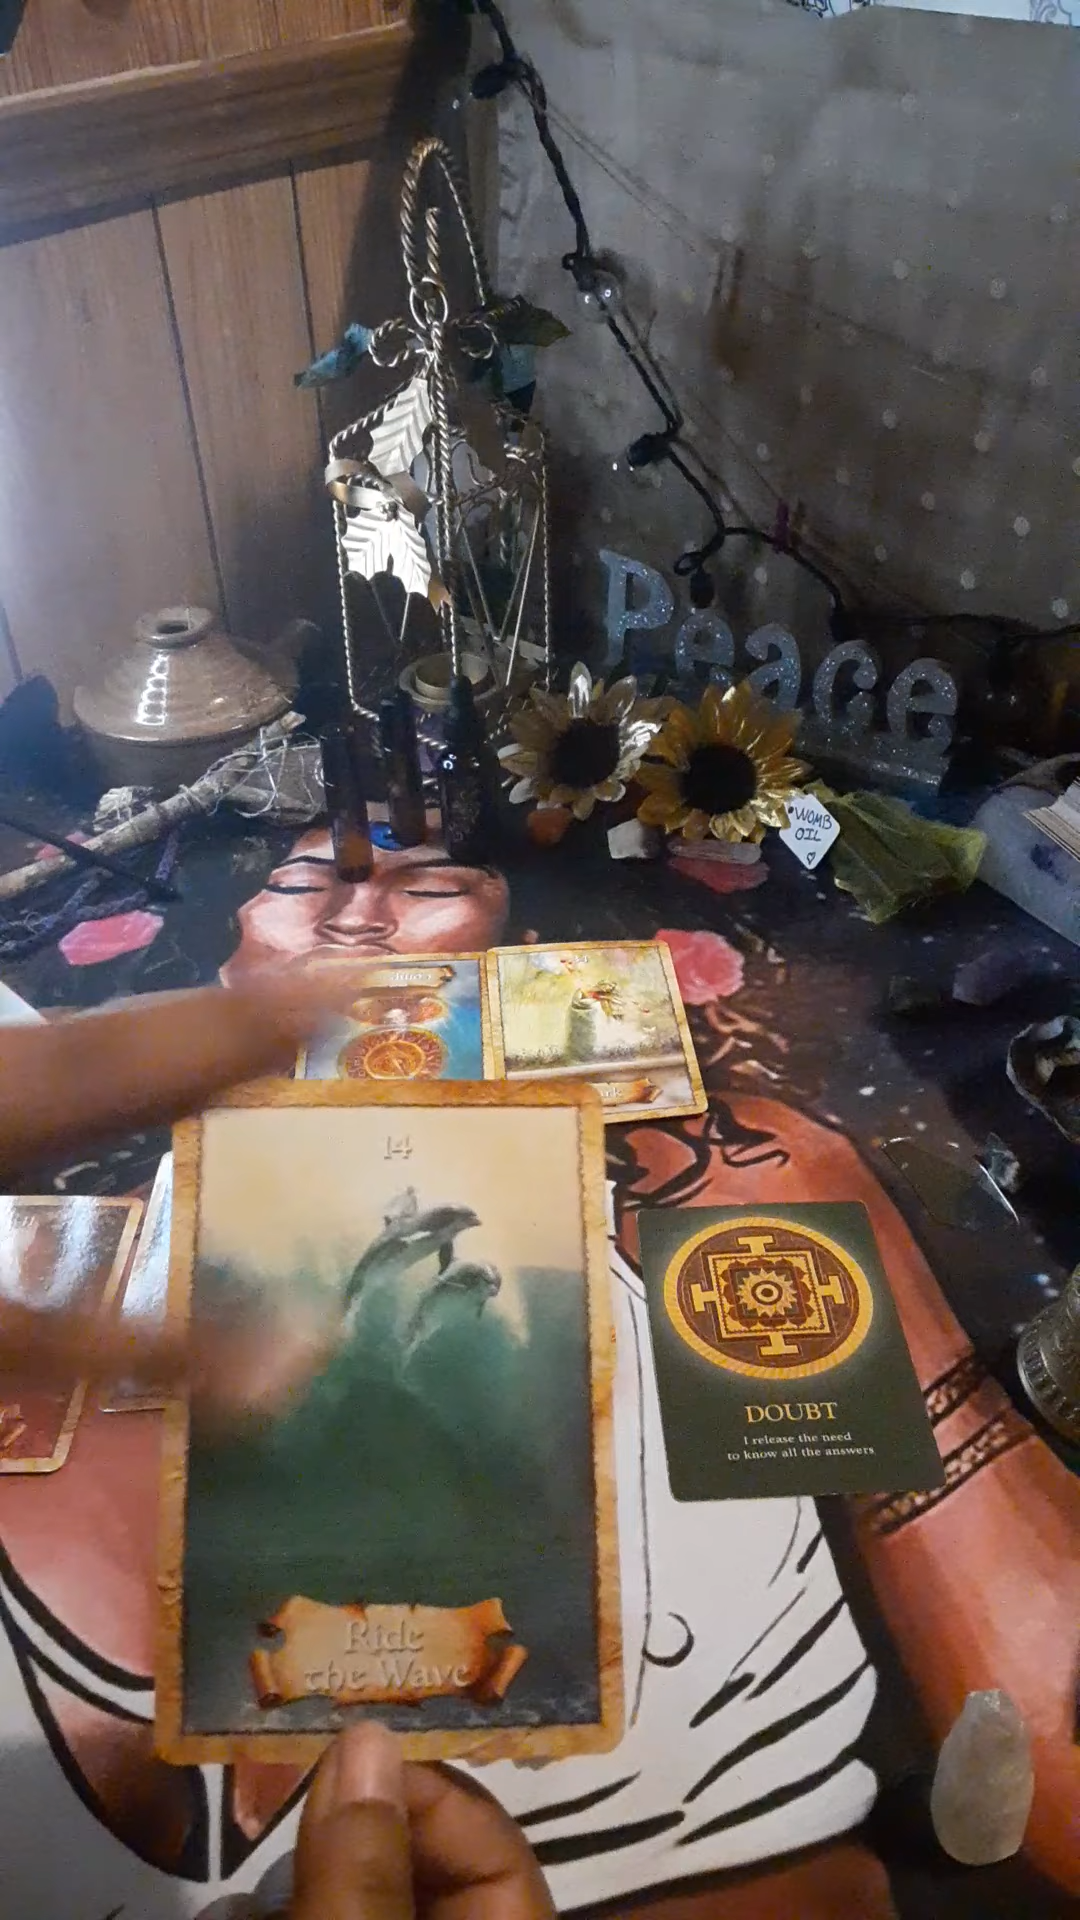 Peace
WOMB
OIL
14
Ride
the Wave
DOUBT
I release the need
to know all the answers